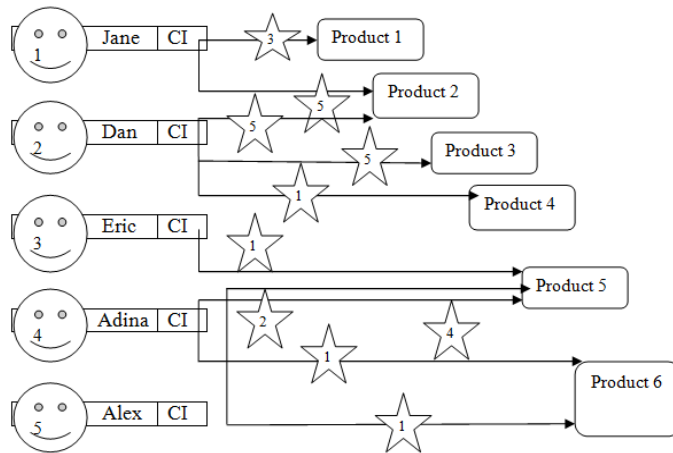 1 Jane CI 3 Product 1
5 Product 2
2 Dan CI 5
5 Product 3
1 Product 4
3 Eric CI 1
Product 5
4 Adina CI 2 4
1 Product 6
5 Alex CI 1